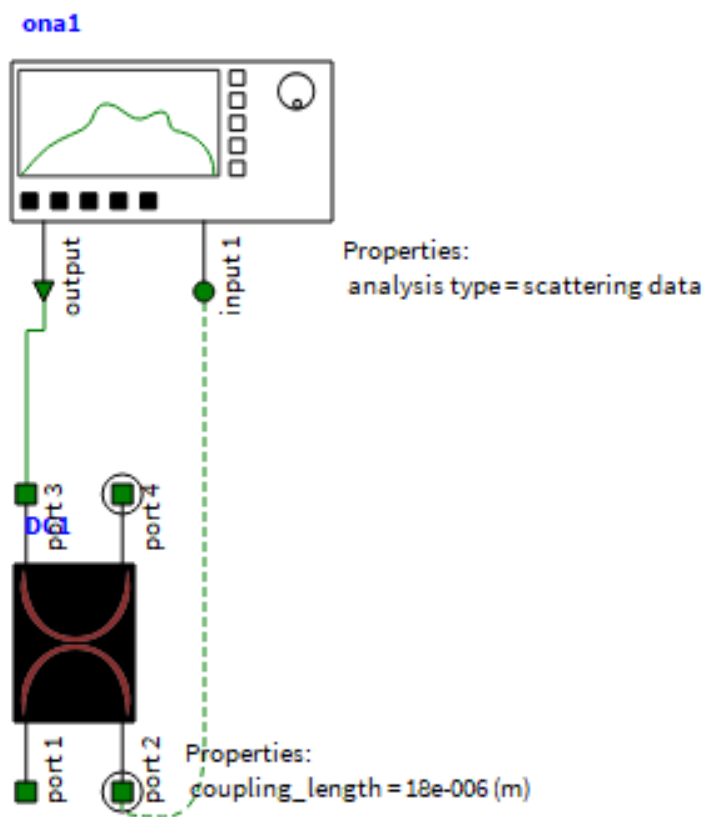 ona1
output
input 1
Properties:
analysis type = scattering data
port 3
port 4
DC1
port 1
port 2
Properties:
coupling_length = 18e-006 (m)